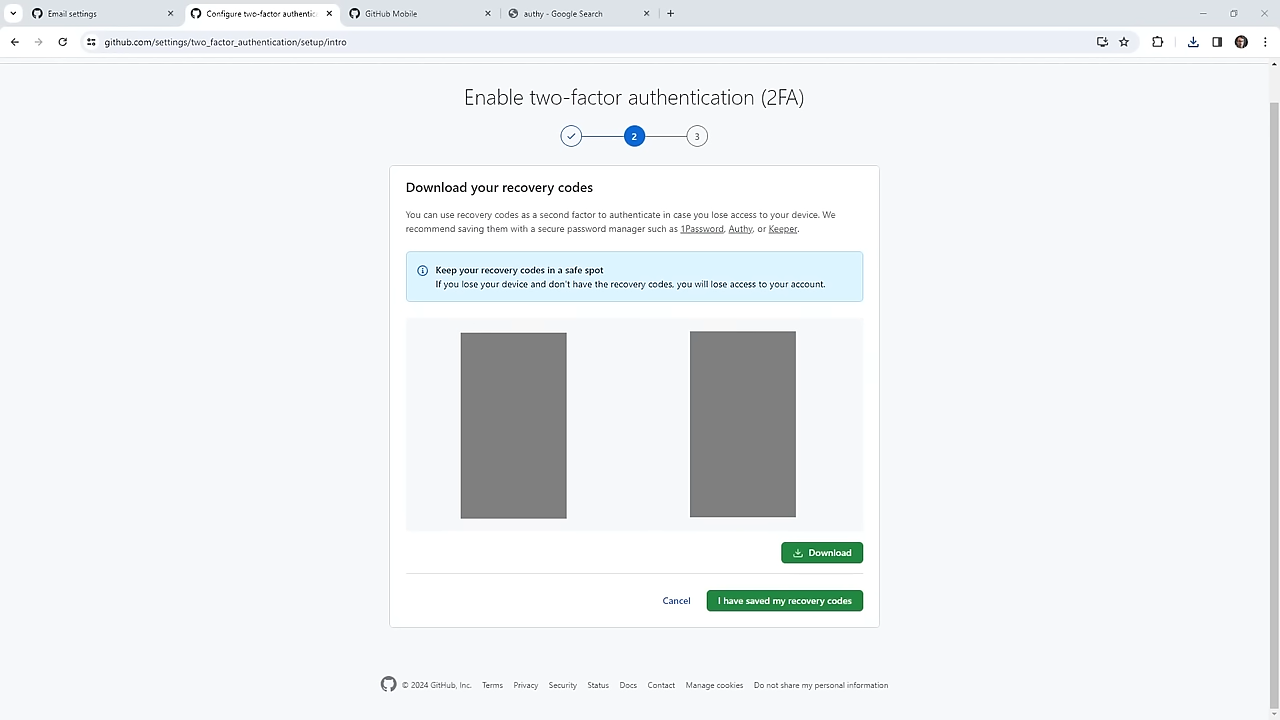 Email settings
Configure two-factor authentic
GitHub Mobile
authy - Google Search
github.com/settings/two_factor_authentication/setup/intro
Enable two-factor authentication (2FA)
2
3
Download your recovery codes
You can use recovery codes as a second factor to authenticate in case you lose access to your device. We
recommend saving them with a secure password manager such as 1Password, Authy, or Keeper.
Keep your recovery codes in a safe spot
If you lose your device and don't have the recovery codes, you will lose access to your account.
Download
Cancel
I have saved my recovery codes
© 2024 GitHub, Inc.
Terms
Privacy
Security
Status
Docs
Contact
Manage cookies
Do not share my personal information